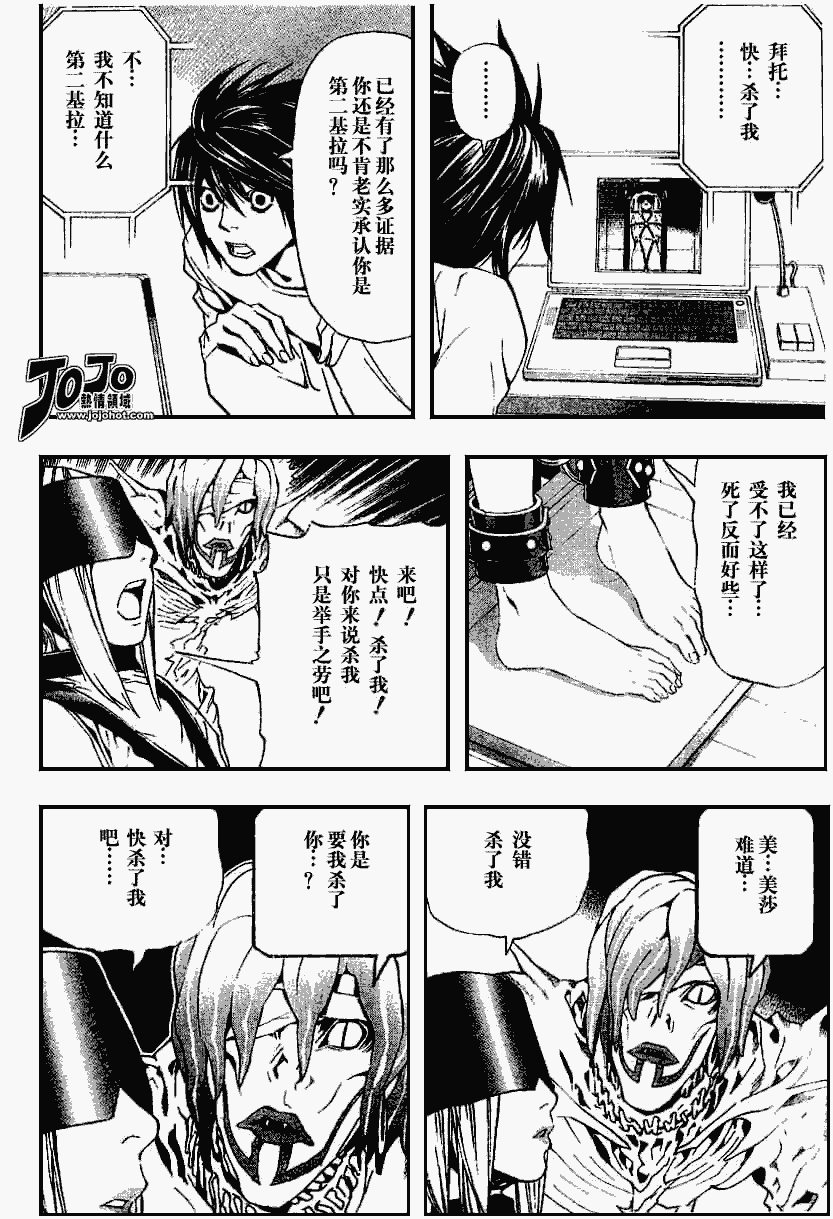 拜托…
快…杀了我
…………
………
已经有了那么多证据
你还是不肯老实承认你是
第二基拉吗？
不…
我不知道什么
第二基拉…
JOJO
熱情領域
www.jojohot.com
我已经
受不了这样了…
死了反而好些…
来吧！
快点！杀了我！
对你来说杀我
只是举手之劳吧！
美…美莎
难道…
没错
杀了我
你是
要我杀了
你…？
对…
快杀了我
吧……